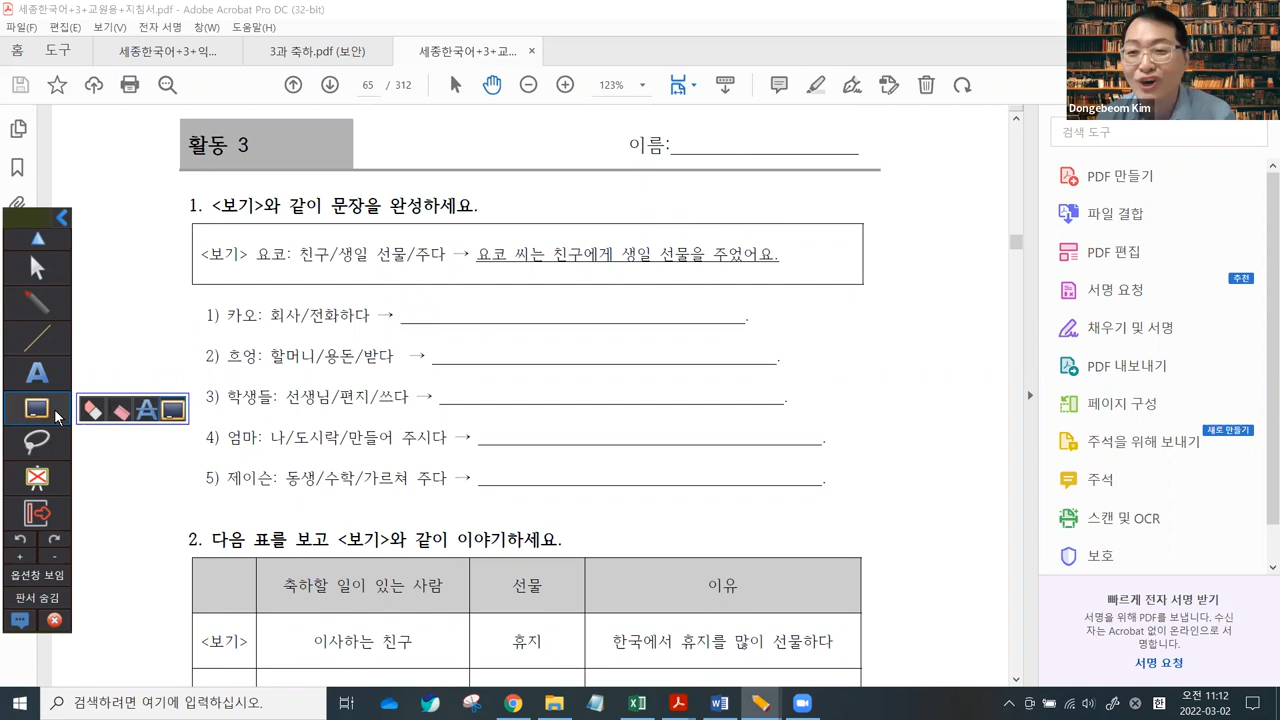 세종한국어+3+교원용+지침서.pdf - Adobe Acrobat Pro DC (32-bit)
파일(F) 편집(E) 보기(V) 전자 서명 창(W) 도움말(H)
홈 도구 세종한국어+3+익... 3과 축하.pdf (보안) 세종한국어+3+교... ×
65 / 312 123%
Dongebeom Kim
검색 도구
활동 3 이름:
PDF 만들기
파일 결합
PDF 편집
추천
서명 요청
채우기 및 서명
PDF 내보내기
페이지 구성
새로 만들기
주석을 위해 보내기
주석
스캔 및 OCR
보호
빠르게 전자 서명 받기
서명을 위해 PDF를 보냅니다. 수신
자는 Acrobat 없이 온라인으로 서
명합니다.
서명 요청
1. <보기>와 같이 문장을 완성하세요.
<보기> 요코: 친구/생일 선물/주다 → 요코 씨는 친구에게 생일 선물을 주었어요.
1) 카오: 회사/전화하다 → .
2) 흐엉: 할머니/용돈/받다 → .
3) 학생들: 선생님/편지/쓰다 → .
4) 엄마: 나/도시락/만들어 주시다 → .
5) 제이슨: 동생/수학/가르쳐 주다 → .
2. 다음 표를 보고 <보기>와 같이 이야기하세요.
축하할 일이 있는 사람 선물 이유
<보기> 이사하는 친구 휴지 한국에서 휴지를 많이 선물하다
A
A
+ -
옵션창 보임
판서 숨김
검색하려면 여기에 입력하십시오.
한
오전 11:12
2022-03-02